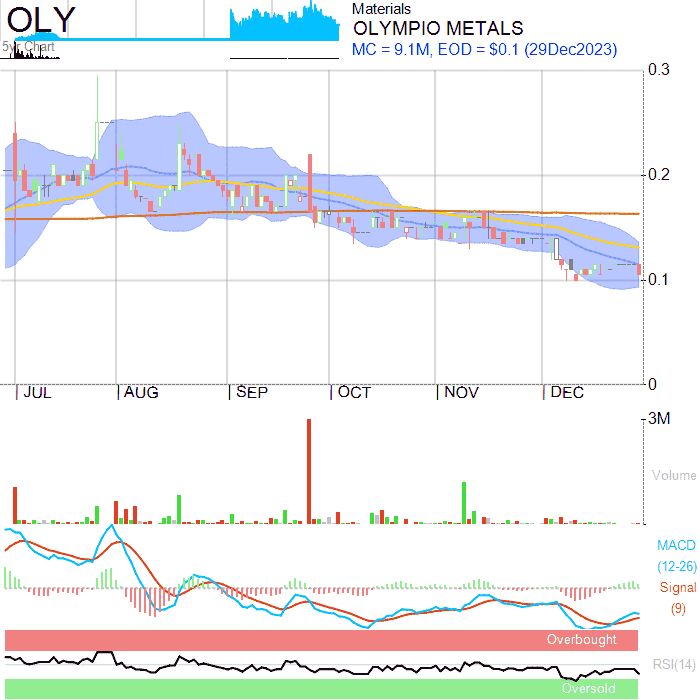 OLY
5yr Chart
Materials
OLYMPIO METALS
MC = 9.1M, EOD = $0.1 (29Dec2023)
0.3
0.2
0.1
0
JUL AUG SEP OCT NOV DEC
3M
Volume
MACD
(12-26)
Signal
(9)
Overbought
RSI(14)
Oversold